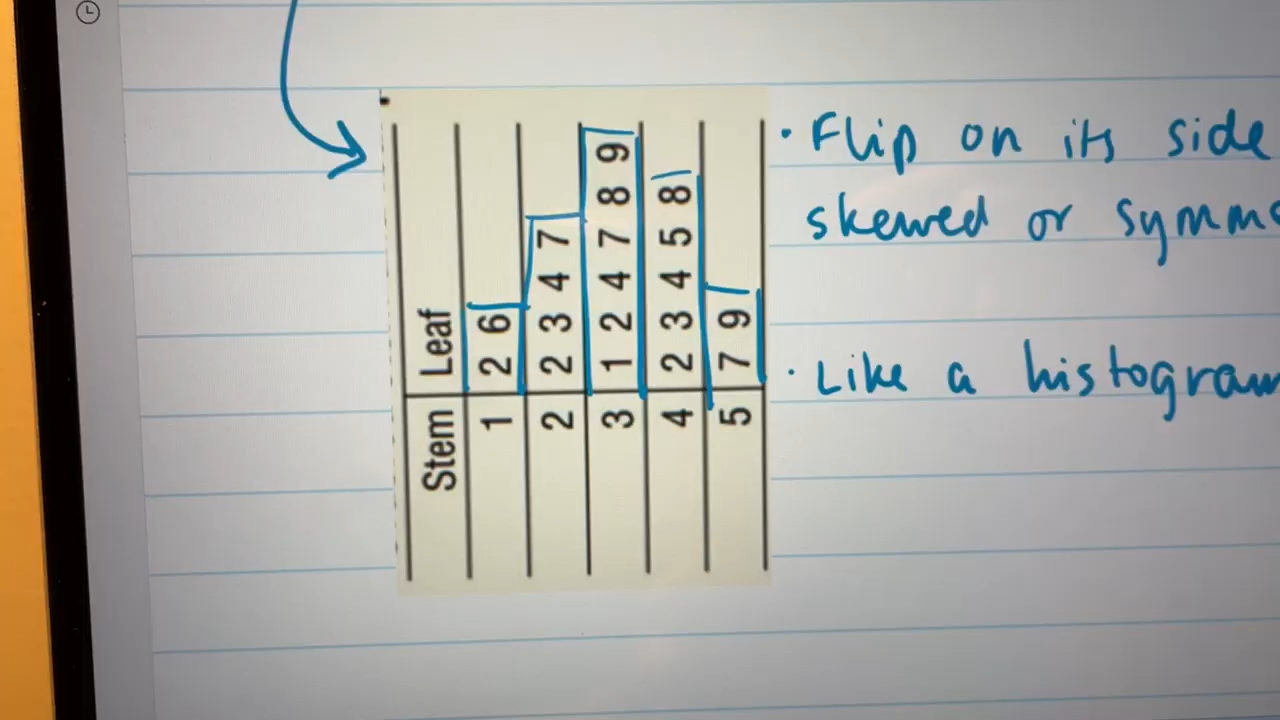 Stem Leaf
1 2 6
2 2 3 4 7
3 1 2 4 7 8 9
4 2 3 4 5 8
5 7 9
· Flip on its side
skewed or symm
· Like a histogram